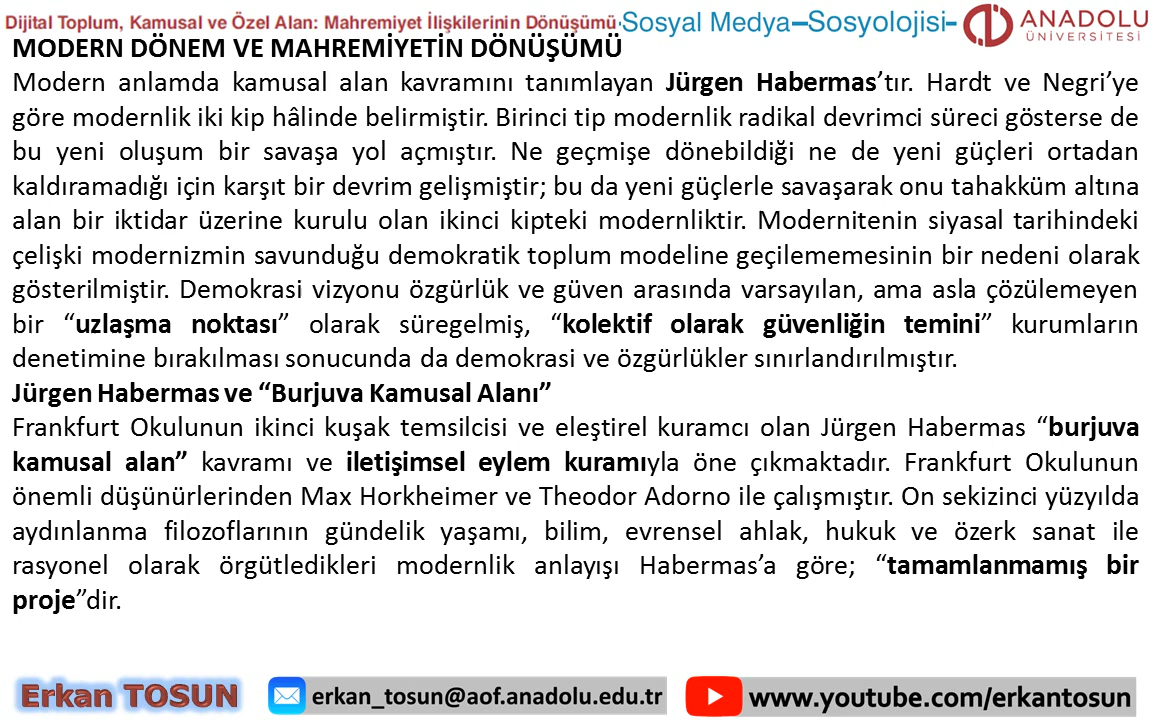 Dijital Toplum, Kamusal ve Özel Alan: Mahremiyet İlişkilerinin Dönüşümü-Sosyal Medya–Sosyolojisi–
ANADOLU
ÜNİVERSİTESİ
MODERN DÖNEM VE MAHREMİYETİN DÖNÜŞÜMÜ
Modern anlamda kamusal alan kavramını tanımlayan Jürgen Habermas’tır. Hardt ve Negri’ye
göre modernlik iki kip hâlinde belirmiştir. Birinci tip modernlik radikal devrimci süreci gösterse de
bu yeni oluşum bir savaşa yol açmıştır. Ne geçmişe dönebildiği ne de yeni güçleri ortadan
kaldıramadığı için karşıt bir devrim gelişmiştir; bu da yeni güçlerle savaşarak onu tahakküm altına
alan bir iktidar üzerine kurulu olan ikinci kipteki modernliktir. Modernitenin siyasal tarihindeki
çelişki modernizmin savunduğu demokratik toplum modeline geçilememesinin bir nedeni olarak
gösterilmiştir. Demokrasi vizyonu özgürlük ve güven arasında varsayılan, ama asla çözülemeyen
bir “uzlaşma noktası” olarak süregelmiş, “kolektif olarak güvenliğin temini” kurumların
denetimine bırakılması sonucunda da demokrasi ve özgürlükler sınırlandırılmıştır.
Jürgen Habermas ve “Burjuva Kamusal Alanı”
Frankfurt Okulunun ikinci kuşak temsilcisi ve eleştirel kuramcı olan Jürgen Habermas “burjuva
kamusal alan” kavramı ve iletişimsel eylem kuramıyla öne çıkmaktadır. Frankfurt Okulunun
önemli düşünürlerinden Max Horkheimer ve Theodor Adorno ile çalışmıştır. On sekizinci yüzyılda
aydınlanma filozoflarının gündelik yaşamı, bilim, evrensel ahlak, hukuk ve özerk sanat ile
rasyonel olarak örgütledikleri modernlik anlayışı Habermas’a göre; “tamamlanmamış bir
proje”dir.
Erkan TOSUN
erkan_tosun@aof.anadolu.edu.tr
www.youtube.com/erkantosun